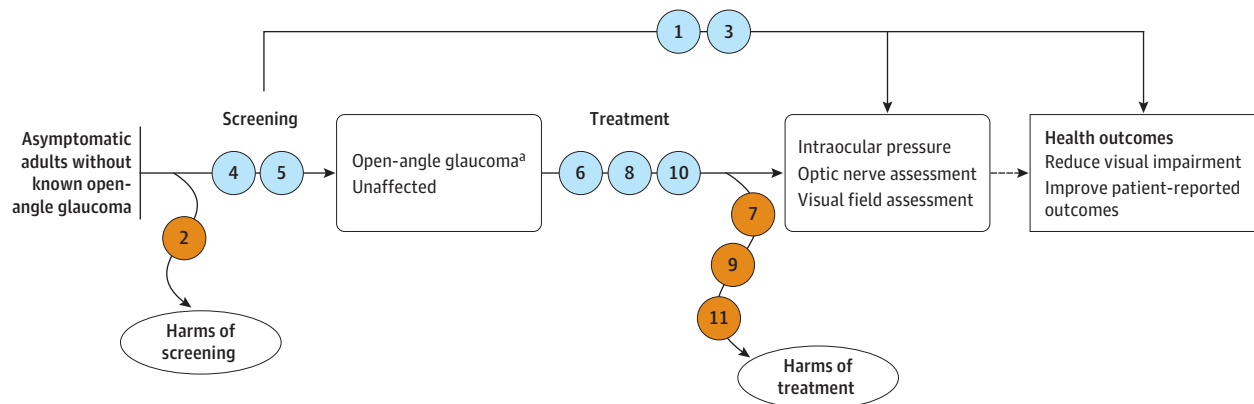 1
3
Screening
Treatment
Asymptomatic
adults without
known open-
angle glaucoma
4
5
Open-angle glaucomaᵃ
Unaffected
6
8
10
Intraocular pressure
Optic nerve assessment
Visual field assessment
Health outcomes
Reduce visual impairment
Improve patient-reported
outcomes
2
7
9
11
Harms of
screening
Harms of
treatment